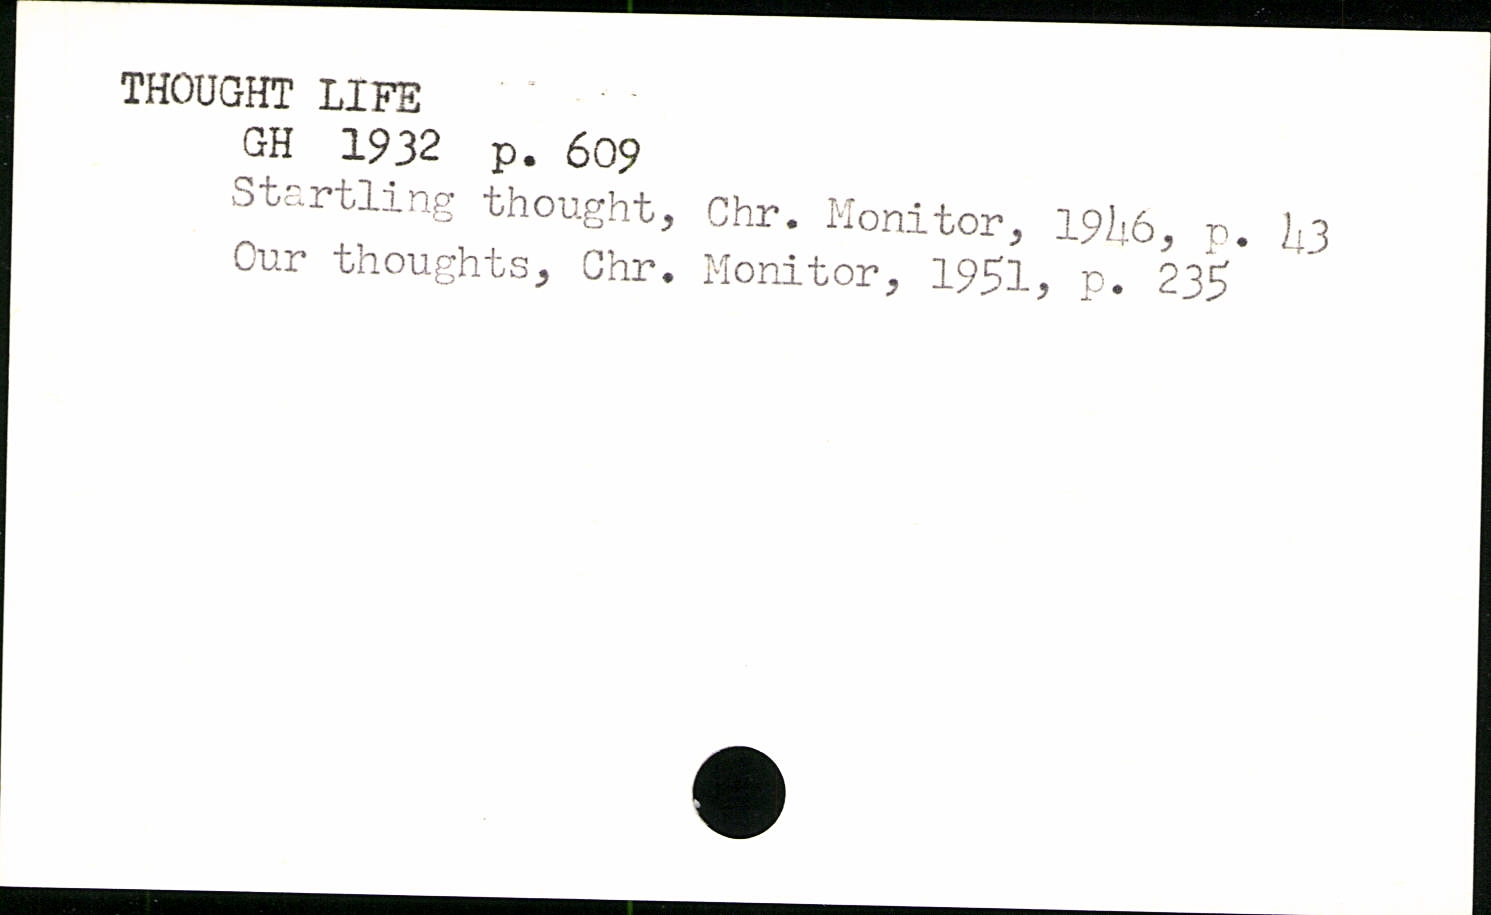 THOUGHT LIFE
GH 1932 p. 609
Startling thought, Chr. Monitor, 1946, p. 43
Our thoughts, Chr. Monitor, 1951, p. 235